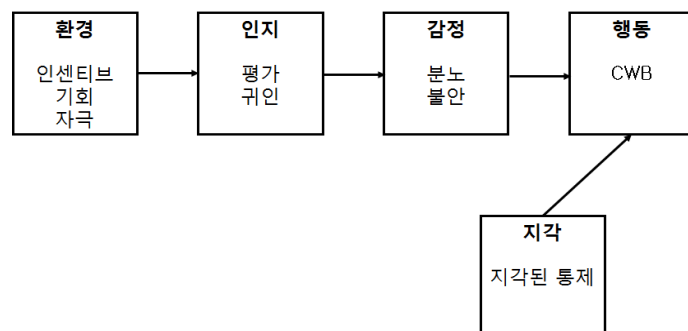 환경
인센티브
기회
자극
인지
평가
귀인
감정
분노
불안
행동
CWB
지각
지각된 통제